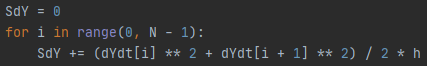 SdY = 0
for i in range(0, N - 1):
    SdY += (dYdt[i] ** 2 + dYdt[i + 1] ** 2) / 2 * h